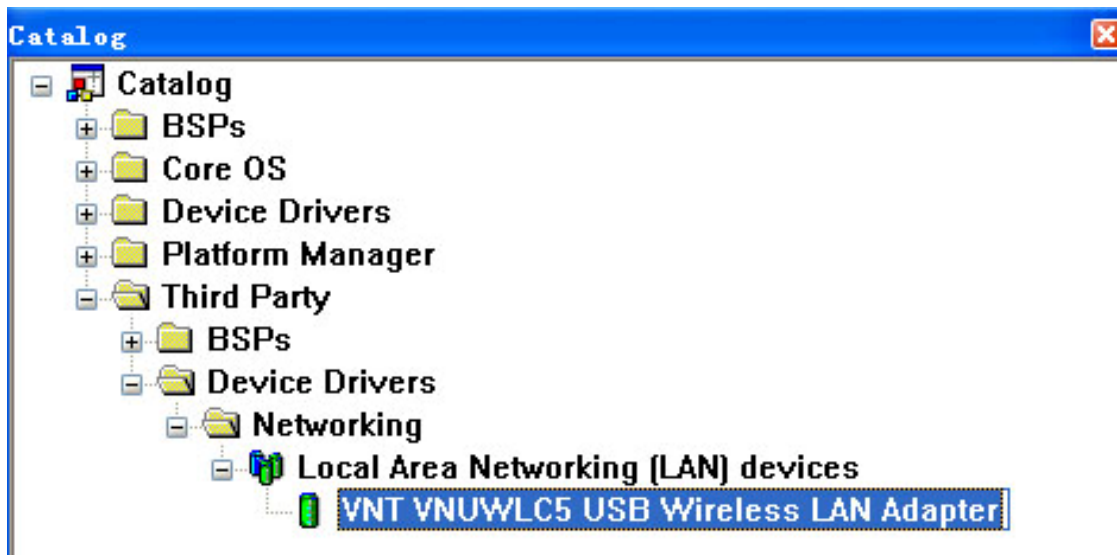 Catalog
Catalog
BSPs
Core OS
Device Drivers
Platform Manager
Third Party
BSPs
Device Drivers
Networking
Local Area Networking (LAN) devices
VNT VNUWLC5 USB Wireless LAN Adapter